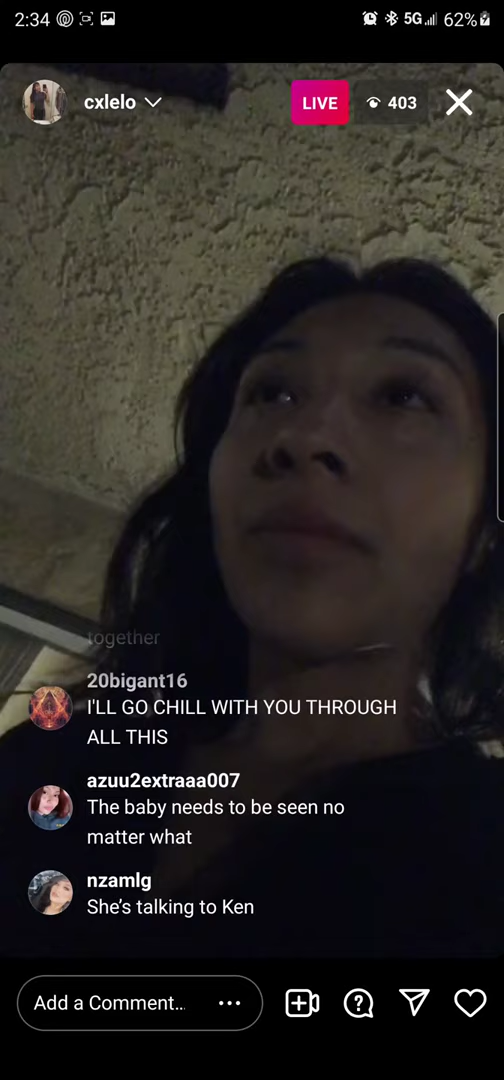 2:34
5G
62%
cxlelo
LIVE
403
together
20bigant16
I'LL GO CHILL WITH YOU THROUGH
ALL THIS
azuu2extraaa007
The baby needs to be seen no
matter what
nzamlg
She’s talking to Ken
Add a Comment...